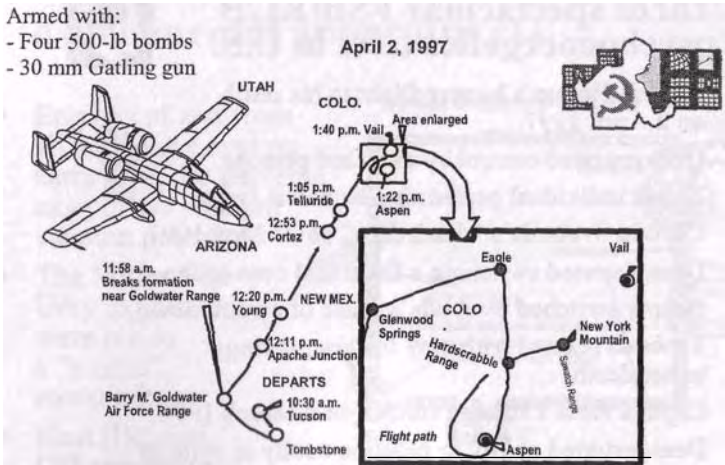 Armed with:
- Four 500-lb bombs
- 30 mm Gatling gun
April 2, 1997
UTAH
COLO.
Area enlarged
1:40 p.m. Vail
1:22 p.m.
Aspen
1:05 p.m.
Telluride
12:53 p.m.
Cortez
ARIZONA
11:58 a.m.
Breaks formation
near Goldwater Range
12:20 p.m.
Young
NEW MEX.
12:11 p.m.
Apache Junction
DEPARTS
10:30 a.m.
Tucson
Barry M. Goldwater
Air Force Range
Tombstone
Vail
Eagle
Glenwood
Springs
COLO
New York
Mountain
Hardscrabble
Range
Sawatch Range
Flight path
Aspen